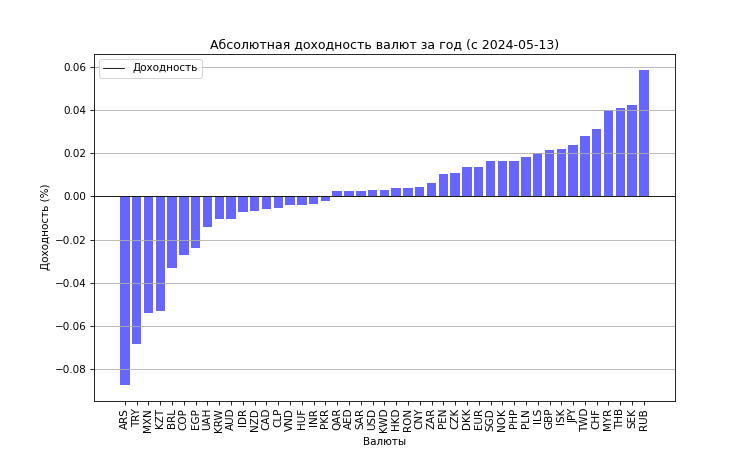 Абсолютная доходность валют за год (с 2024-05-13)
Доходность
0.06
0.04
0.02
0.00
−0.02
−0.04
−0.06
−0.08
Доходность (%)
ARS TRY MXN KZT BRL COP EGP UAH KRW AUD IDR NZD CAD CLP VND HUF INR PKR QAR AED SAR USD KWD HKD RON CNY ZAR PEN CZK DKK EUR SGD NOK PHP PLN ILS GBP ISK JPY TWD CHF MYR THB SEK RUB
Валюты